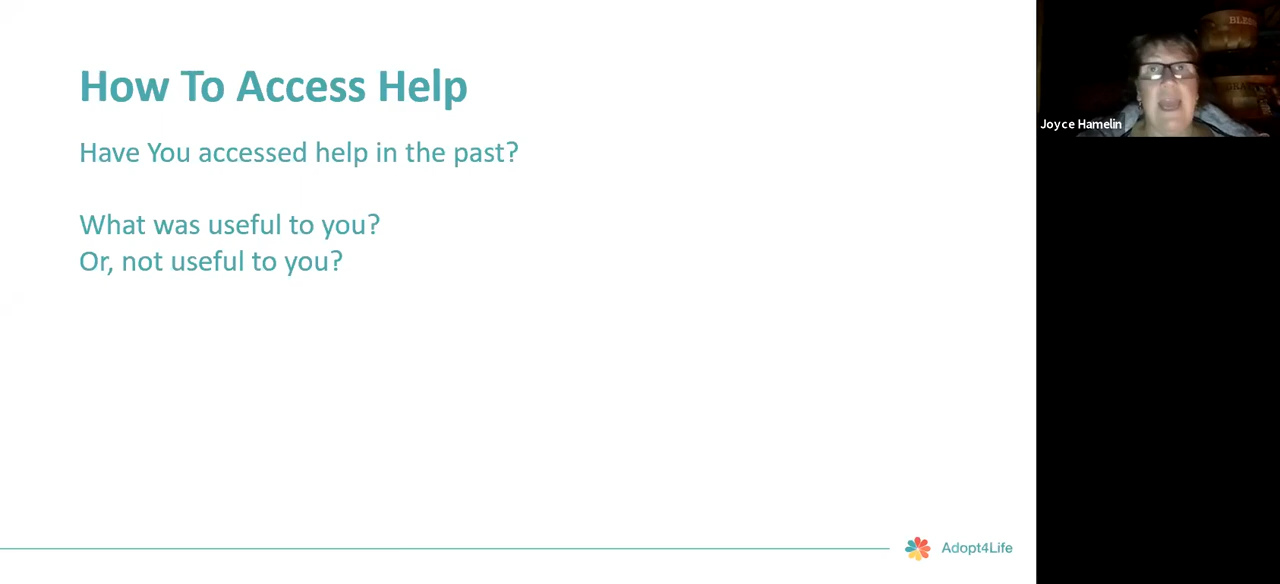 How To Access Help
Have You accessed help in the past?
What was useful to you?
Or, not useful to you?
Joyce Hamelin
Adopt4Life